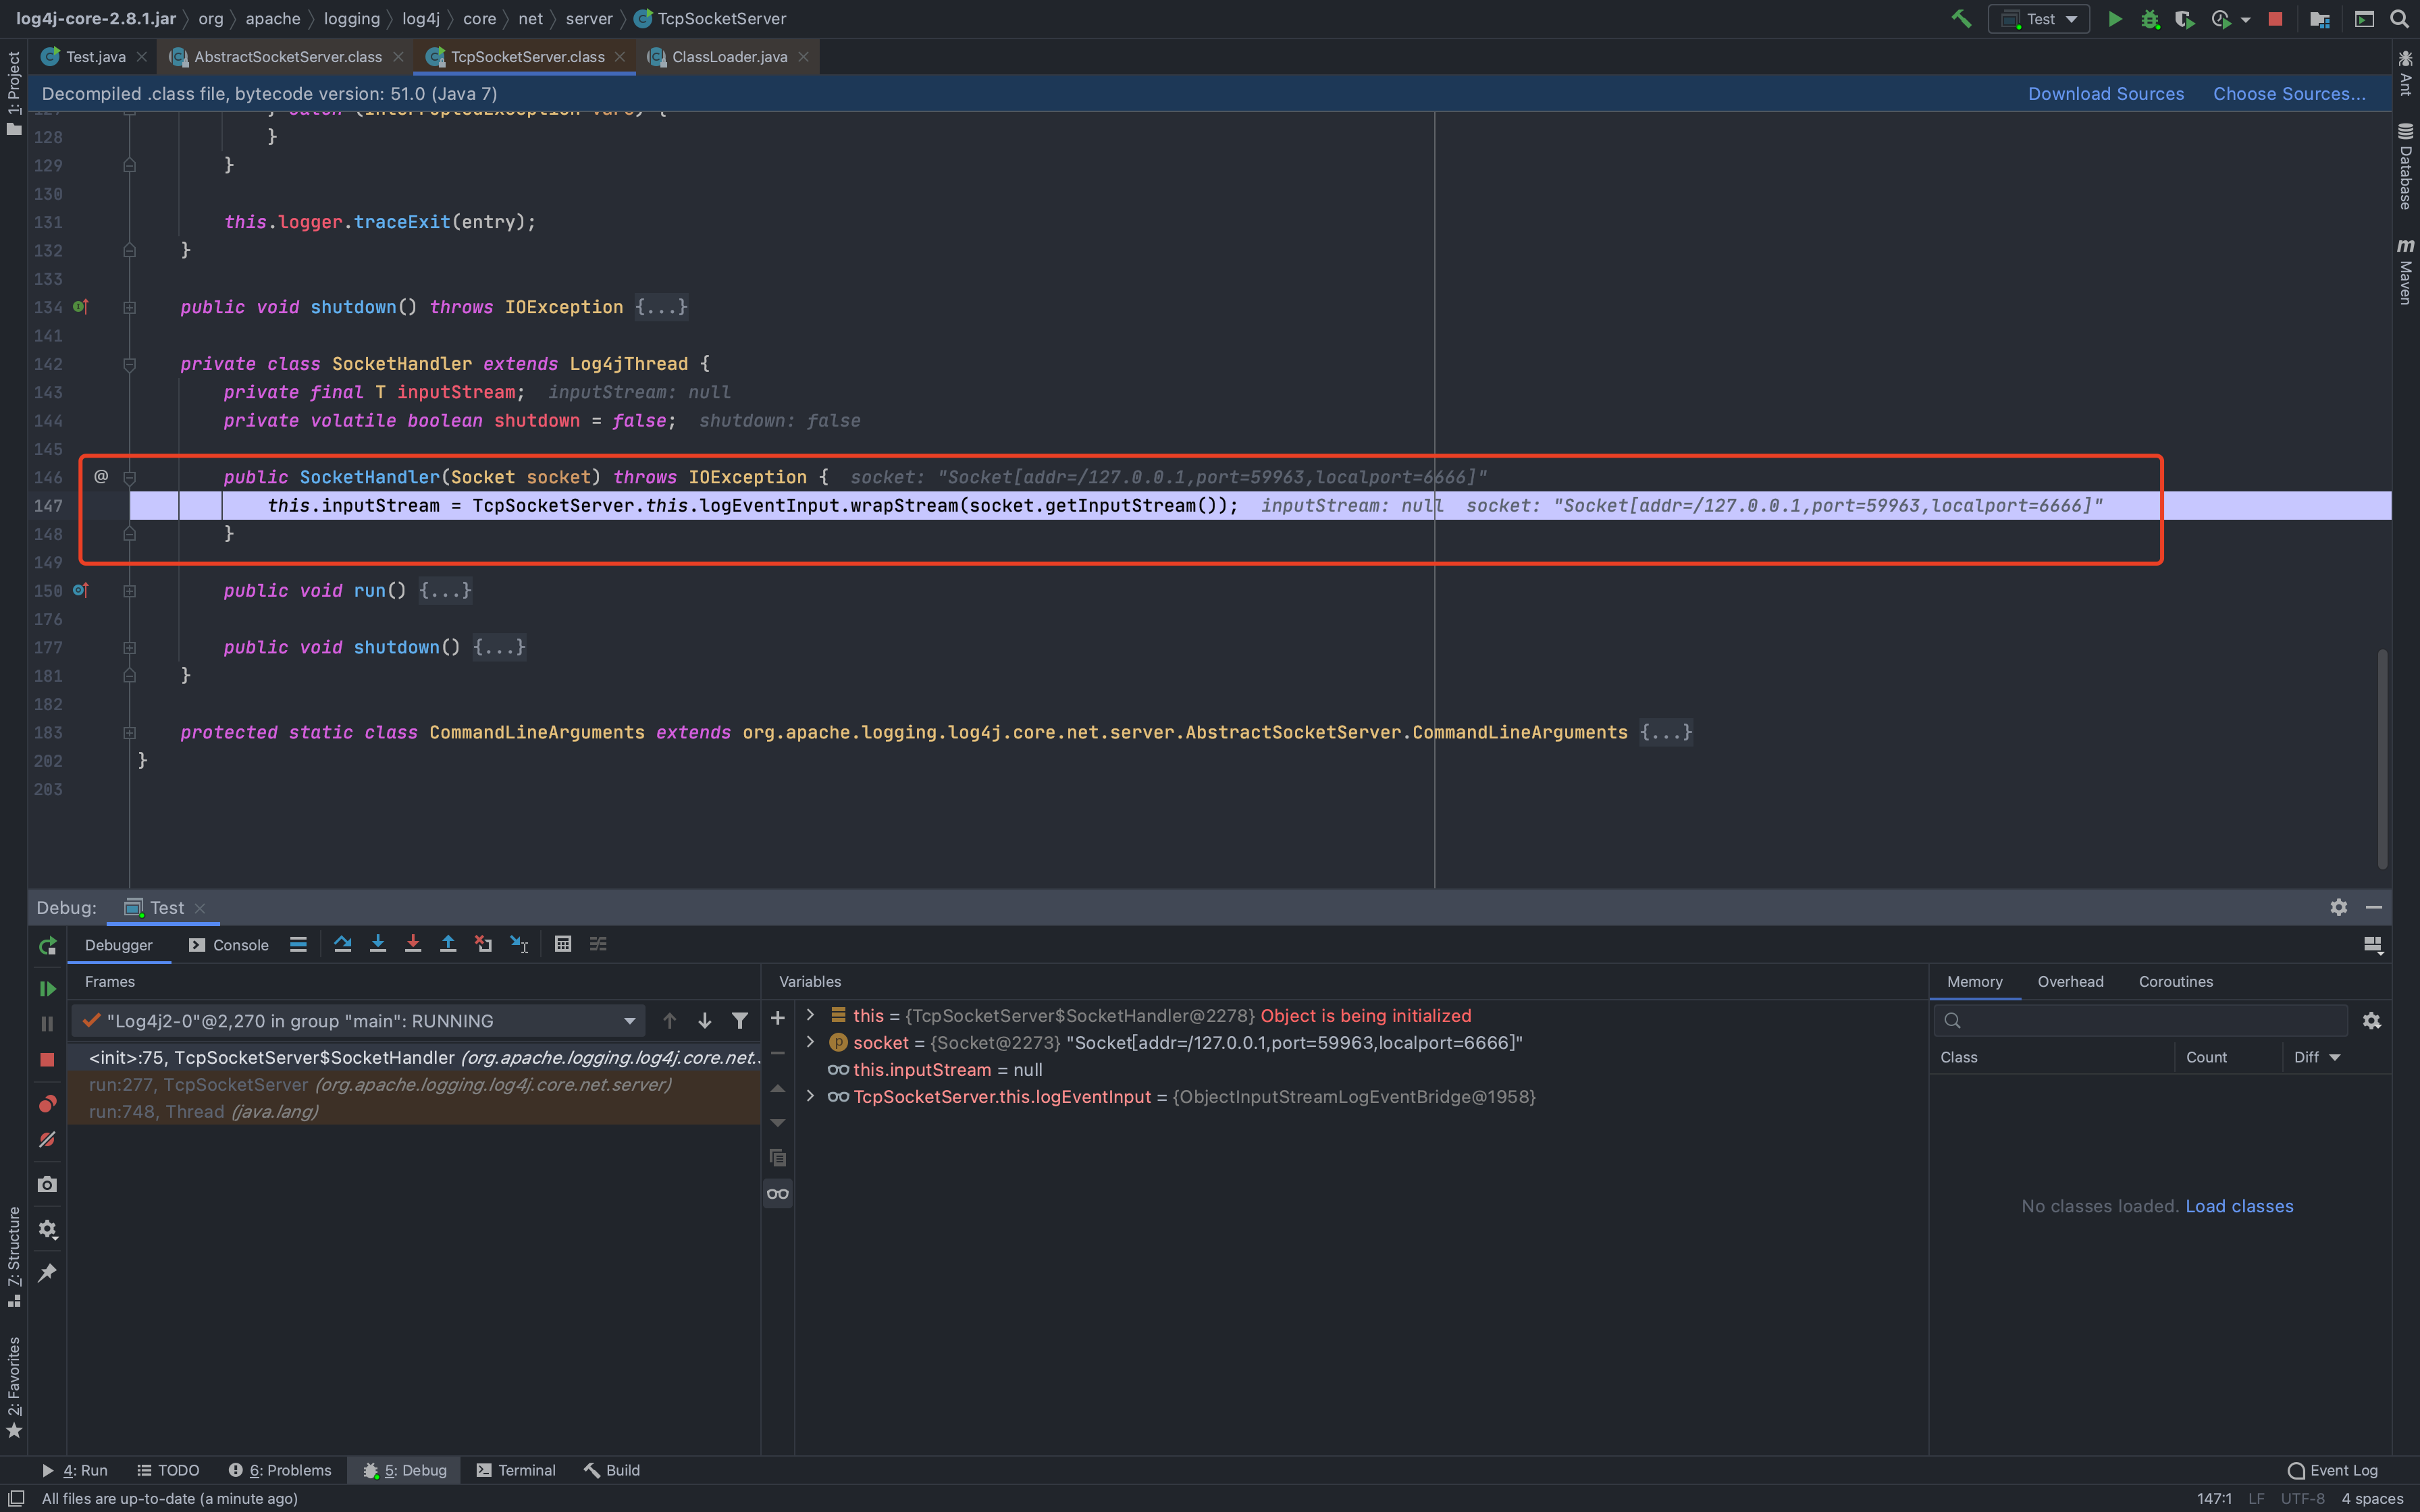 log4j-core-2.8.1.jar 〉 org 〉 apache 〉 logging 〉 log4j 〉 core 〉 net 〉 server 〉 TcpSocketServer
Test
Test.java
AbstractSocketServer.class
TcpSocketServer.class
ClassLoader.java
Decompiled .class file, bytecode version: 51.0 (Java 7)
Download Sources
Choose Sources...
128 }
129 }
130
131 this.logger.traceExit(entry);
132 }
133
134 public void shutdown() throws IOException {...}
141
142 private class SocketHandler extends Log4jThread {
143 private final T inputStream; inputStream: null
144 private volatile boolean shutdown = false; shutdown: false
145
146 @ public SocketHandler(Socket socket) throws IOException { socket: "Socket[addr=/127.0.0.1,port=59963,localport=6666]"
147 this.inputStream = TcpSocketServer.this.logEventInput.wrapStream(socket.getInputStream()); inputStream: null socket: "Socket[addr=/127.0.0.1,port=59963,localport=6666]"
148 }
149
150 public void run() {...}
176
177 public void shutdown() {...}
181 }
182
183 protected static class CommandLineArguments extends org.apache.logging.log4j.core.net.server.AbstractSocketServer.CommandLineArguments {...}
202 }
203
1: Project
7: Structure
2: Favorites
Ant
Database
m Maven
Debug: Test
Debugger
Console
Frames
"Log4j2-0"@2,270 in group "main": RUNNING
<init>:75, TcpSocketServer$SocketHandler (org.apache.logging.log4j.core.net..
run:277, TcpSocketServer (org.apache.logging.log4j.core.net.server)
run:748, Thread (java.lang)
Variables
this = {TcpSocketServer$SocketHandler@2278} Object is being initialized
socket = {Socket@2273} "Socket[addr=/127.0.0.1,port=59963,localport=6666]"
this.inputStream = null
TcpSocketServer.this.logEventInput = {ObjectInputStreamLogEventBridge@1958}
Memory
Overhead
Coroutines
Class
Count
Diff
No classes loaded. Load classes
4: Run
TODO
6: Problems
5: Debug
Terminal
Build
Event Log
All files are up-to-date (a minute ago)
147:1 LF UTF-8 4 spaces